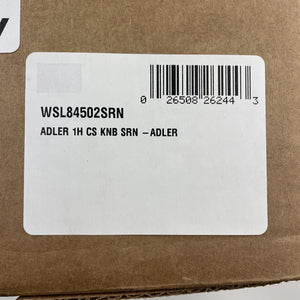 0 26508 26244 3
WSL84502SRN
ADLER 1H CS KNB SRN – ADLER